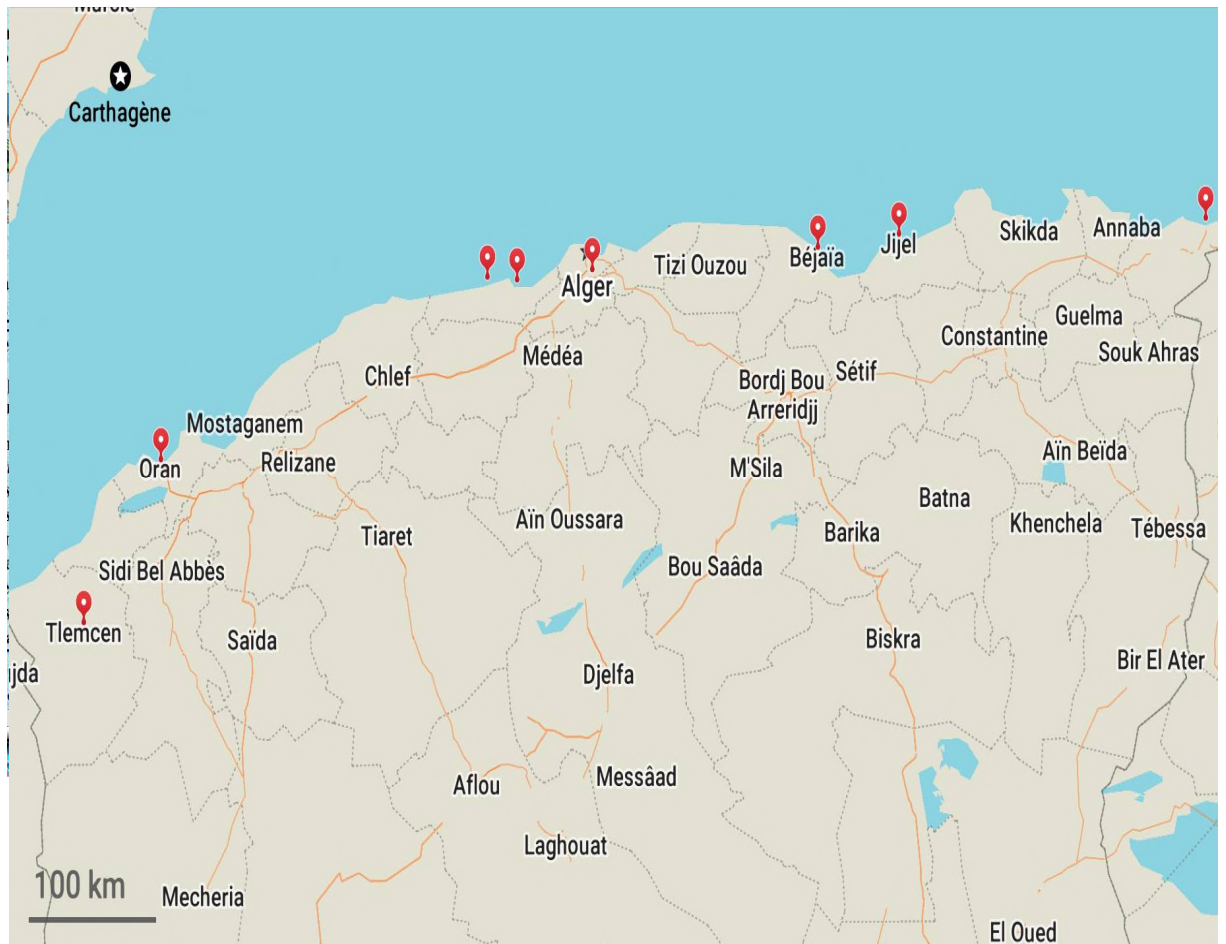 Murcie
Carthagène
Skikda
Annaba
Jijel
Béjaïa
Tizi Ouzou
Alger
Guelma
Constantine
Souk Ahras
Médéa
Chlef
Sétif
Bordj Bou
Arreridjj
Mostaganem
Oran
Relizane
M'Sila
Aïn Beïda
Batna
Khenchela
Tébessa
Aïn Oussara
Tiaret
Barika
Bou Saâda
Sidi Bel Abbès
Tlemcen
Saïda
Biskra
Bir El Ater
ijda
Djelfa
Aflou
Messâad
Laghouat
100 km
Mecheria
El Oued